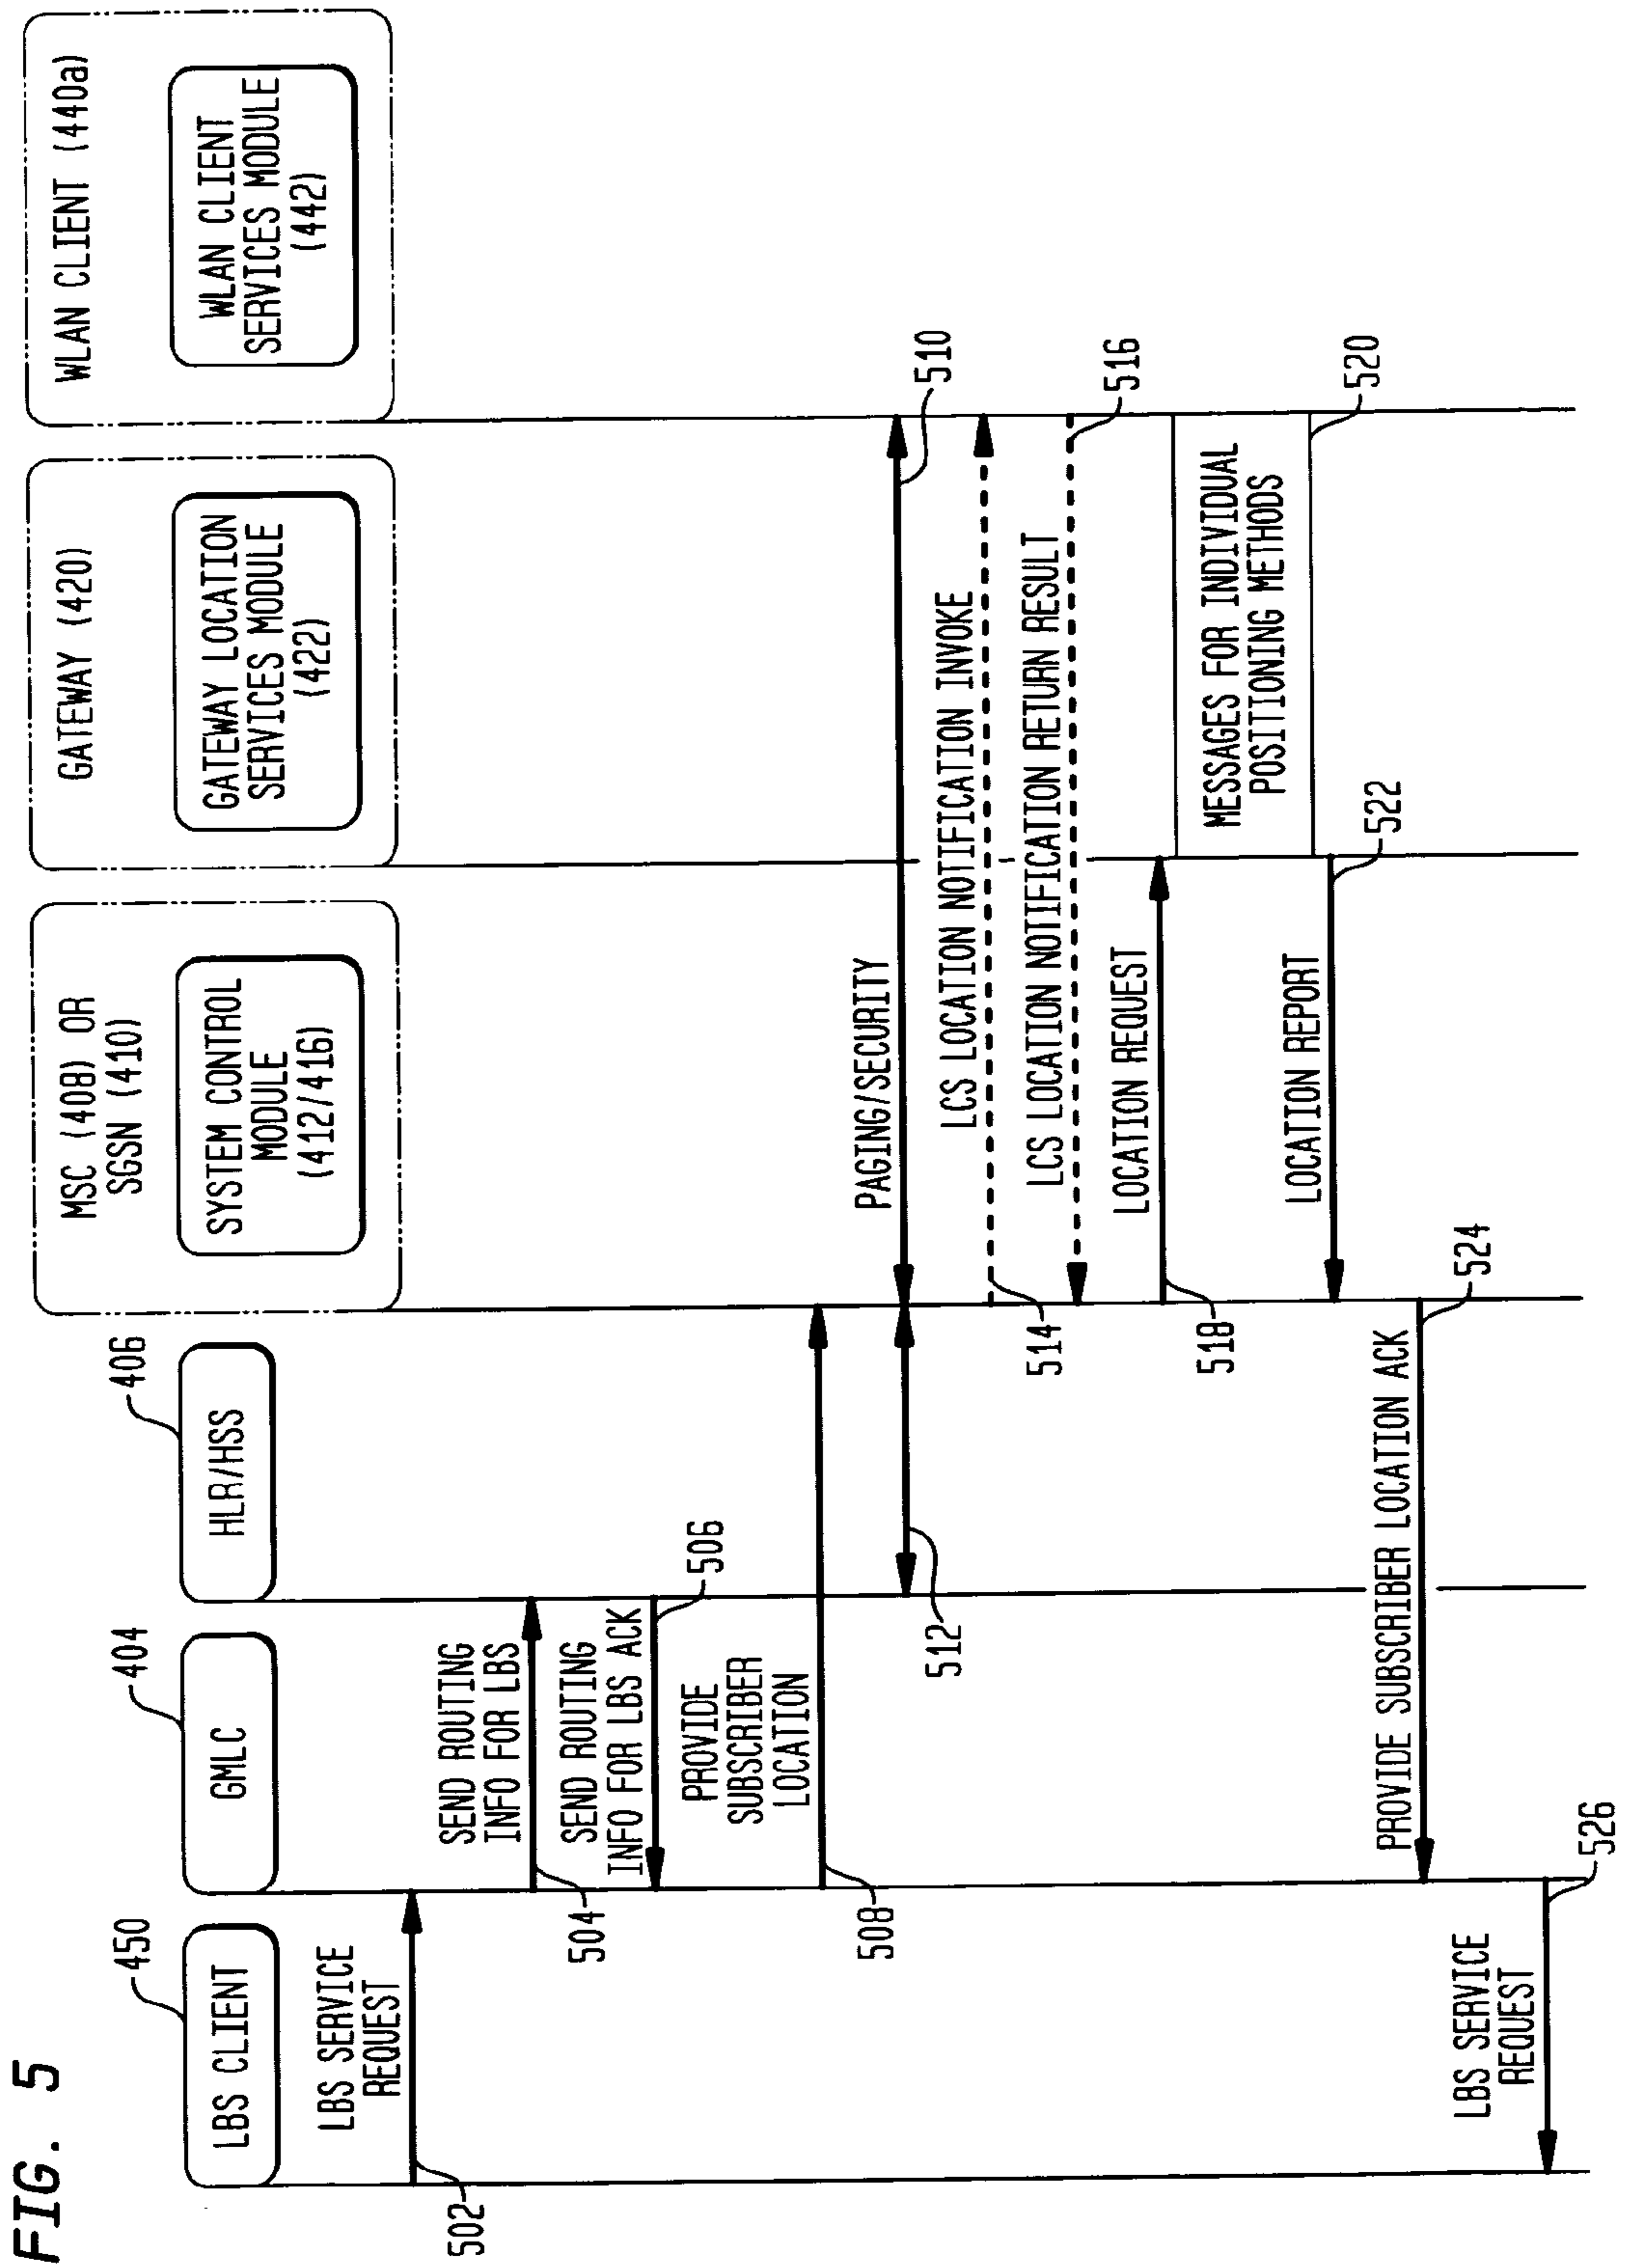 FIG. 5
450
LBS CLIENT
404
GMLC
406
HLR/HSS
MSC (408) OR
SGSN (410)
SYSTEM CONTROL
MODULE
(412/416)
GATEWAY (420)
GATEWAY LOCATION
SERVICES MODULE
(422)
WLAN CLIENT (440a)
WLAN CLIENT
SERVICES MODULE
(442)
LBS SERVICE
REQUEST
502
SEND ROUTING
INFO FOR LBS
504
SEND ROUTING
INFO FOR LBS ACK
506
PROVIDE
SUBSCRIBER
LOCATION
508
PAGING/SECURITY
510
512
LCS LOCATION NOTIFICATION INVOKE
514
LCS LOCATION NOTIFICATION RETURN RESULT
516
LOCATION REQUEST
518
MESSAGES FOR INDIVIDUAL
POSITIONING METHODS
520
LOCATION REPORT
522
PROVIDE SUBSCRIBER LOCATION ACK
524
LBS SERVICE
REQUEST
526